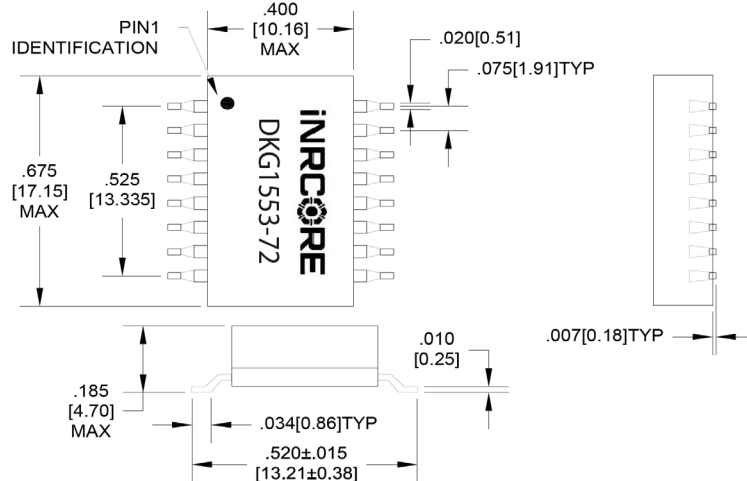 .400
[10.16]
MAX
PIN1
IDENTIFICATION
.020[0.51]
.075[1.91]TYP
.675
[17.15]
MAX
.525
[13.335]
iNRCORE
DKG1553-72
.007[0.18]TYP
.010
[0.25]
.185
[4.70]
MAX
.034[0.86]TYP
.520±.015
[13.21±0.38]